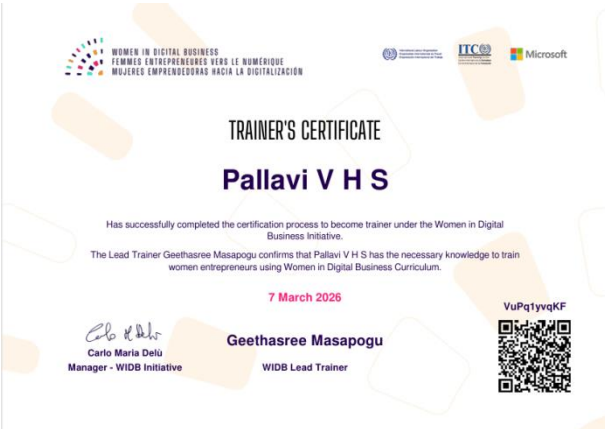 WOMEN IN DIGITAL BUSINESS
FEMMES ENTREPRENEURES VERS LE NUMÉRIQUE
MUJERES EMPRENDEDORAS HACIA LA DIGITALIZACIÓN
ITC
Microsoft
TRAINER'S CERTIFICATE
Pallavi V H S
Has successfully completed the certification process to become trainer under the Women in Digital
Business Initiative.
The Lead Trainer Geethasree Masapogu confirms that Pallavi V H S has the necessary knowledge to train
women entrepreneurs using Women in Digital Business Curriculum.
7 March 2026
VuPq1yvqKF
Carlo Maria Delù
Manager - WIDB Initiative
Geethasree Masapogu
WIDB Lead Trainer